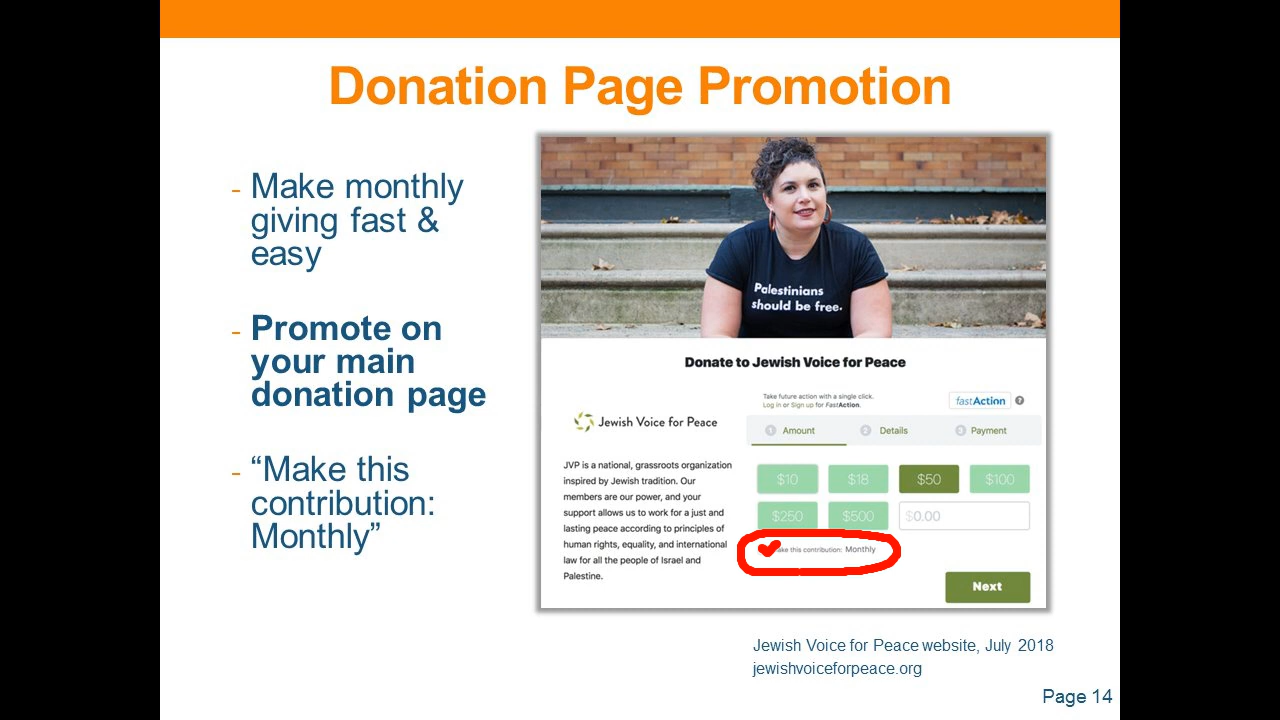 Donation Page Promotion
- Make monthly
giving fast &
easy
- Promote on
your main
donation page
- “Make this
contribution:
Monthly”
Palestinians
should be free.
Donate to Jewish Voice for Peace
Take future action with a single click.
Log in or Sign up for FastAction.
fastAction ?
Jewish Voice for Peace
1 Amount 2 Details 3 Payment
JVP is a national, grassroots organization
inspired by Jewish tradition. Our
members are our power, and your
support allows us to work for a just and
lasting peace according to principles of
human rights, equality, and international
law for all the people of Israel and
Palestine.
$10 $18 $50 $100
$250 $500 $0.00
ake this contribution: Monthly
Next
Jewish Voice for Peace website, July 2018
jewishvoiceforpeace.org
Page 14